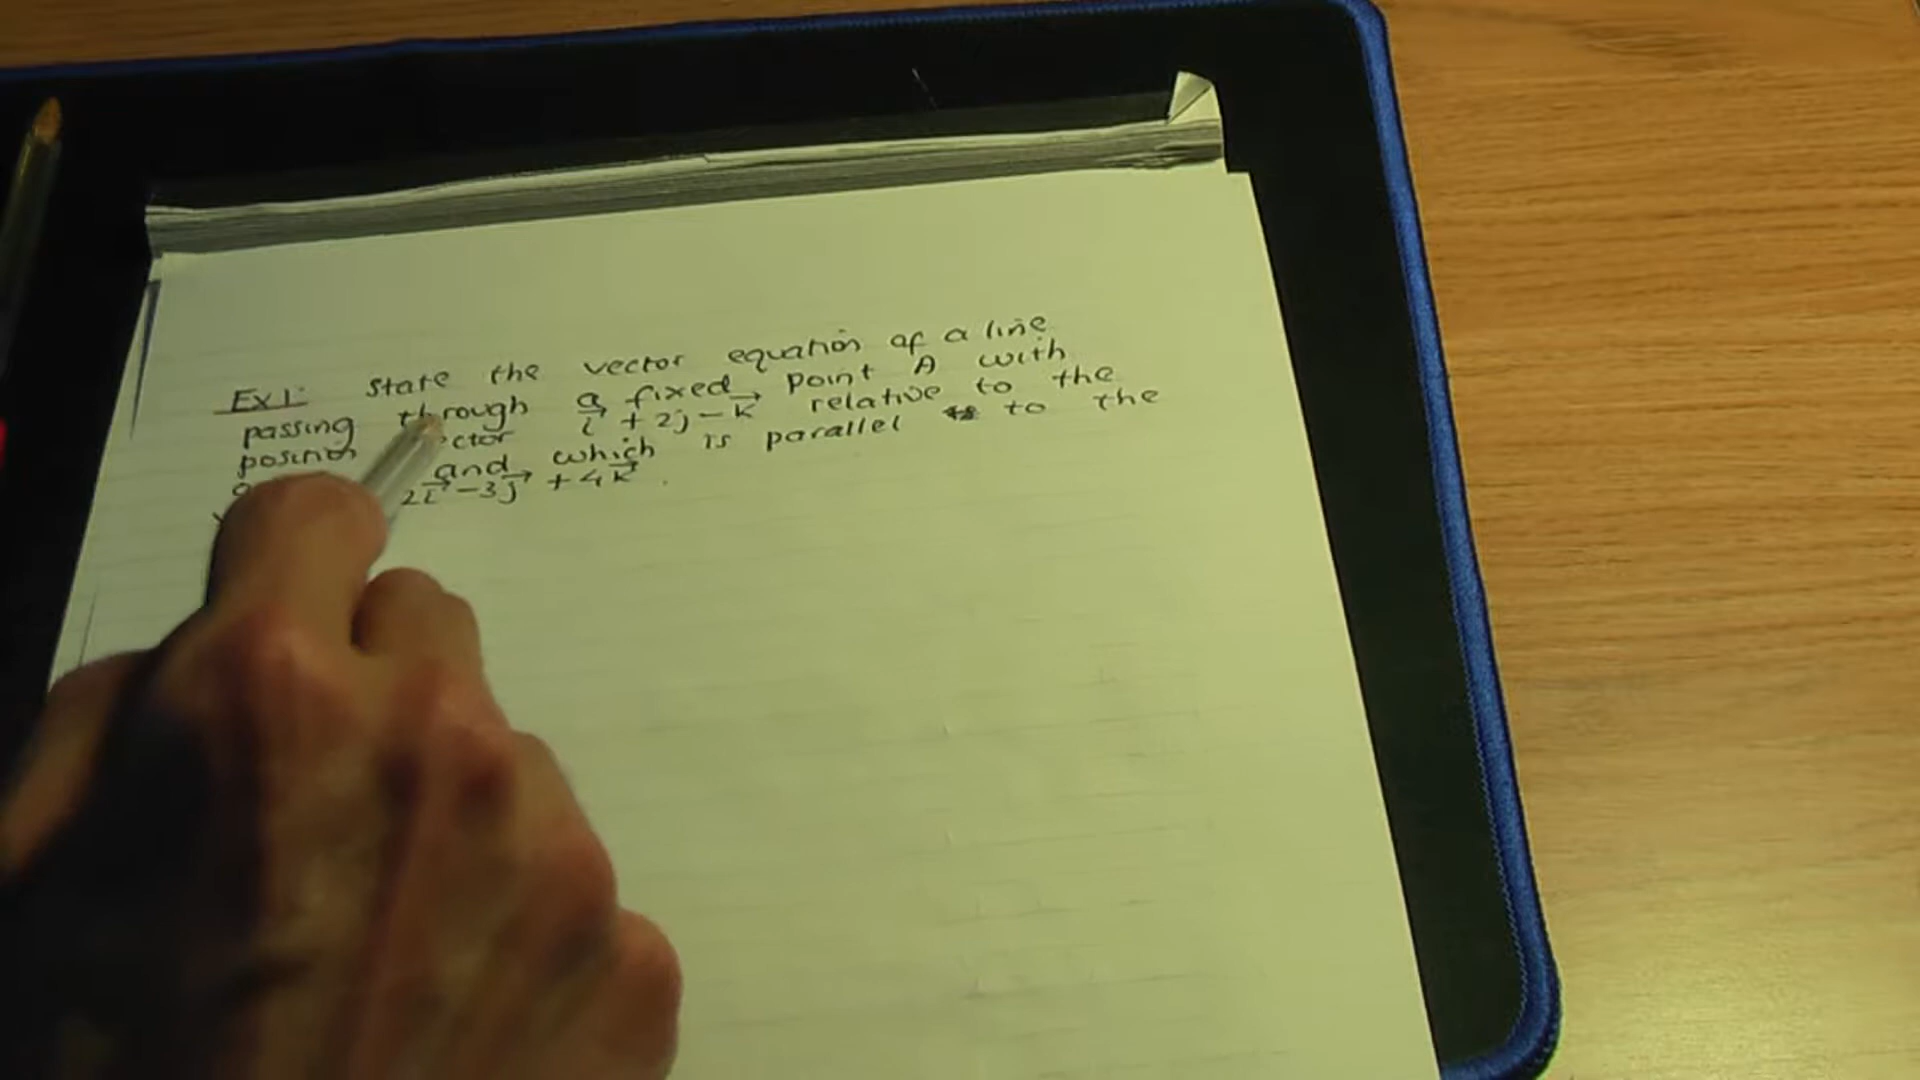 Ex1: State the vector equation of a line
passing through a fixed point A with
position i⃗ + 2j⃗ - k⃗ relative to the
and which is parallel to the
2i⃗ - 3j⃗ + 4k⃗.